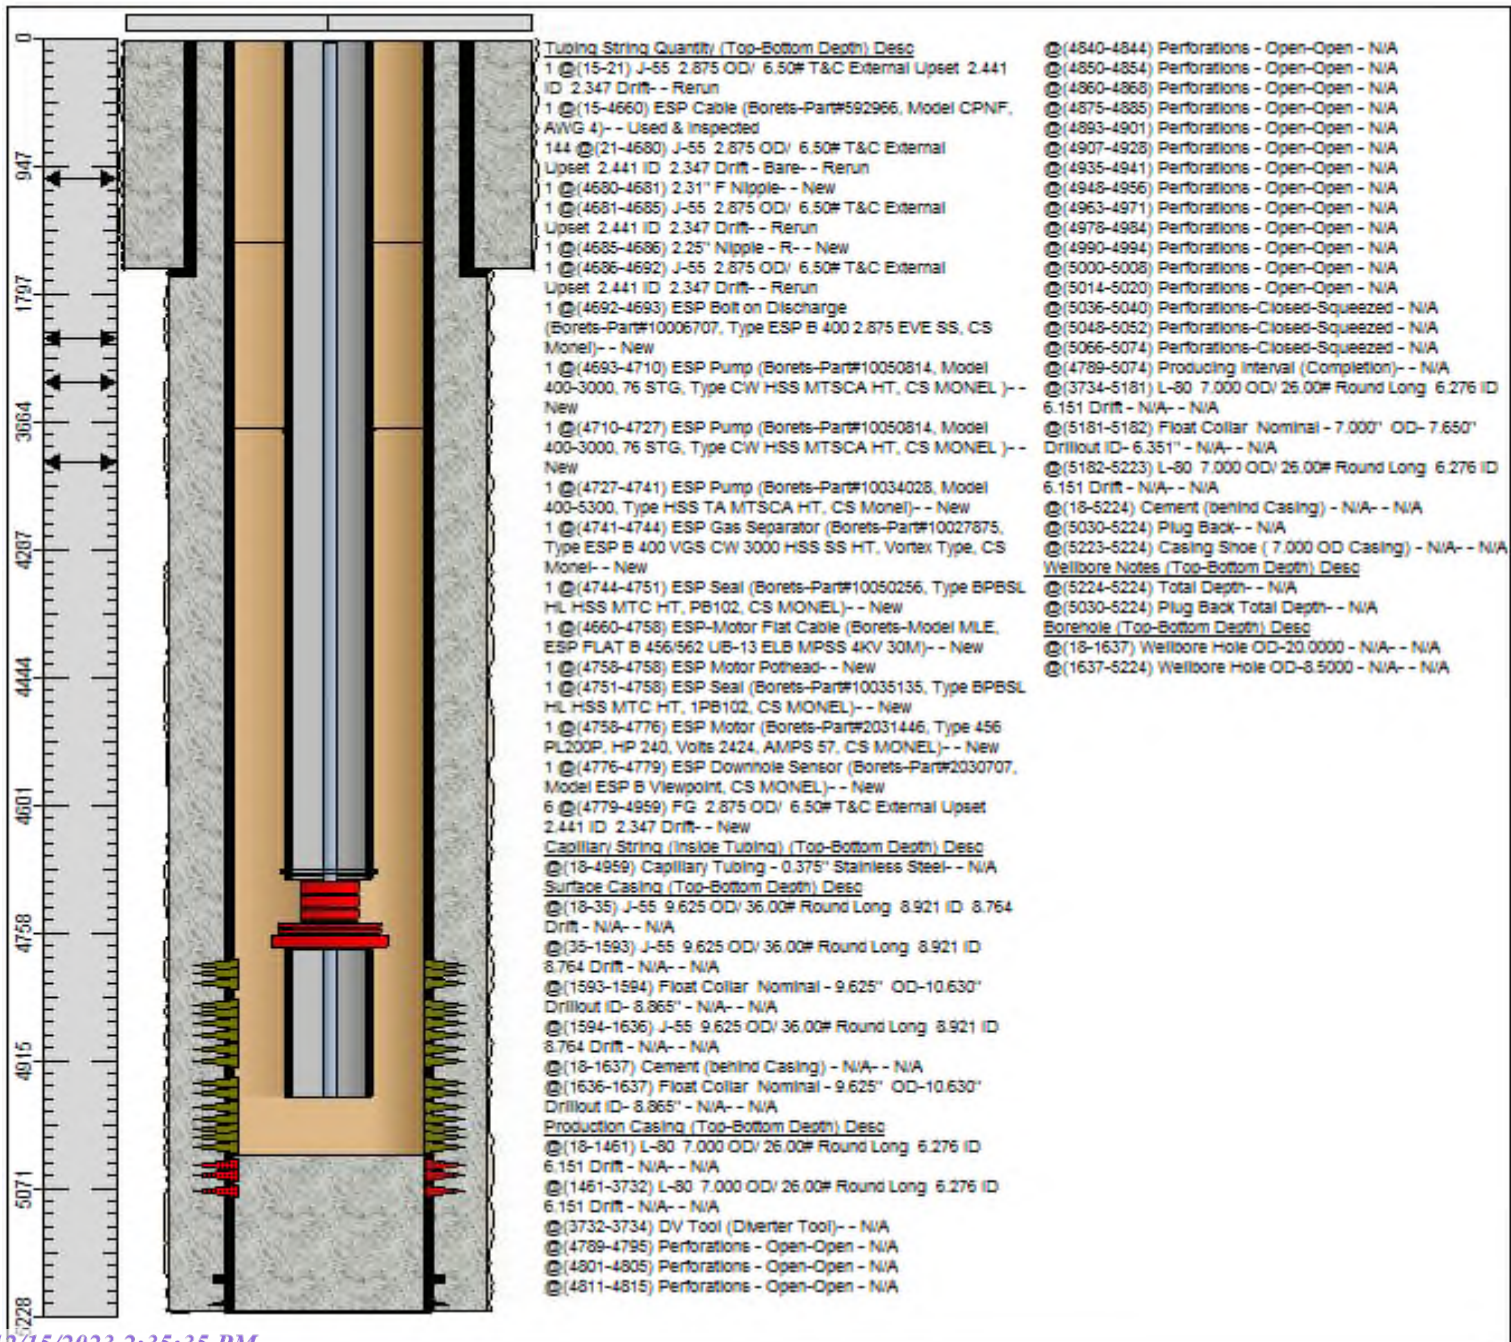 0
947
1797
3664
4287
4444
4601
4758
4915
5071
5228
Tubing String Quantity (Top-Bottom Depth) Desc
1 @(15-21) J-55 2.875 OD/ 6.50# T&C External Upset 2.441
ID 2.347 Drift- - Rerun
1 @(15-4660) ESP Cable (Borets-Part#592966, Model CPNF,
AWG 4)- - Used & Inspected
144 @(21-4680) J-55 2.875 OD/ 6.50# T&C External
Upset 2.441 ID 2.347 Drift - Bare- - Rerun
1 @(4680-4681) 2.31" F Nipple- - New
1 @(4681-4685) J-55 2.875 OD/ 6.50# T&C External
Upset 2.441 ID 2.347 Drift- - Rerun
1 @(4685-4686) 2.25" Nipple - R- - New
1 @(4686-4692) J-55 2.875 OD/ 6.50# T&C External
Upset 2.441 ID 2.347 Drift- - Rerun
1 @(4692-4693) ESP Bolt on Discharge
(Borets-Part#10006707, Type ESP B 400 2.875 EVE SS, CS
Monel)- - New
1 @(4693-4710) ESP Pump (Borets-Part#10050814, Model
400-3000, 76 STG, Type CW HSS MTSCA HT, CS MONEL )- -
New
1 @(4710-4727) ESP Pump (Borets-Part#10050814, Model
400-3000, 76 STG, Type CW HSS MTSCA HT, CS MONEL )- -
New
1 @(4727-4741) ESP Pump (Borets-Part#10034028, Model
400-5300, Type HSS TA MTSCA HT, CS Monel)- - New
1 @(4741-4744) ESP Gas Separator (Borets-Part#10027875,
Type ESP B 400 VGS CW 3000 HSS SS HT, Vortex Type, CS
Monel- - New
1 @(4744-4751) ESP Seal (Borets-Part#10050256, Type BPBSL
HL HSS MTC HT, PB102, CS MONEL)- - New
1 @(4660-4758) ESP-Motor Flat Cable (Borets-Model MLE,
ESP FLAT B 456/562 UB-13 ELB MPSS 4KV 30M)- - New
1 @(4758-4758) ESP Motor Pothead- - New
1 @(4751-4758) ESP Seal (Borets-Part#10035135, Type BPBSL
HL HSS MTC HT, 1PB102, CS MONEL)- - New
1 @(4758-4776) ESP Motor (Borets-Part#2031446, Type 456
PL200P, HP 240, Volts 2424, AMPS 57, CS MONEL)- - New
1 @(4776-4779) ESP Downhole Sensor (Borets-Part#2030707,
Model ESP B Viewpoint, CS MONEL)- - New
6 @(4779-4959) FG 2.875 OD/ 6.50# T&C External Upset
2.441 ID 2.347 Drift- - New
Capillary String (Inside Tubing) (Top-Bottom Depth) Desc
@(18-4959) Capillary Tubing - 0.375" Stainless Steel- - N/A
Surface Casing (Top-Bottom Depth) Desc
@(18-35) J-55 9.625 OD/ 36.00# Round Long 8.921 ID 8.764
Drift - N/A- - N/A
@(35-1593) J-55 9.625 OD/ 36.00# Round Long 8.921 ID
8.764 Drift - N/A- - N/A
@(1593-1594) Float Collar Nominal - 9.625" OD-10.630"
Drillout ID- 8.865" - N/A- - N/A
@(1594-1636) J-55 9.625 OD/ 36.00# Round Long 8.921 ID
8.764 Drift - N/A- - N/A
@(18-1637) Cement (behind Casing) - N/A- - N/A
@(1636-1637) Float Collar Nominal - 9.625" OD-10.630"
Drillout ID- 8.865" - N/A- - N/A
Production Casing (Top-Bottom Depth) Desc
@(18-1461) L-80 7.000 OD/ 26.00# Round Long 6.276 ID
6.151 Drift - N/A- - N/A
@(1461-3732) L-80 7.000 OD/ 26.00# Round Long 6.276 ID
6.151 Drift - N/A- - N/A
@(3732-3734) DV Tool (Diverter Tool)- - N/A
@(4789-4795) Perforations - Open-Open - N/A
@(4801-4805) Perforations - Open-Open - N/A
@(4811-4815) Perforations - Open-Open - N/A
@(4840-4844) Perforations - Open-Open - N/A
@(4850-4854) Perforations - Open-Open - N/A
@(4860-4868) Perforations - Open-Open - N/A
@(4875-4885) Perforations - Open-Open - N/A
@(4893-4901) Perforations - Open-Open - N/A
@(4907-4928) Perforations - Open-Open - N/A
@(4935-4941) Perforations - Open-Open - N/A
@(4948-4956) Perforations - Open-Open - N/A
@(4963-4971) Perforations - Open-Open - N/A
@(4978-4984) Perforations - Open-Open - N/A
@(4990-4994) Perforations - Open-Open - N/A
@(5000-5008) Perforations - Open-Open - N/A
@(5014-5020) Perforations - Open-Open - N/A
@(5036-5040) Perforations-Closed-Squeezed - N/A
@(5048-5052) Perforations-Closed-Squeezed - N/A
@(5066-5074) Perforations-Closed-Squeezed - N/A
@(4789-5074) Producing Interval (Completion)- - N/A
@(3734-5181) L-80 7.000 OD/ 26.00# Round Long 6.276 ID
6.151 Drift - N/A- - N/A
@(5181-5182) Float Collar Nominal - 7.000" OD- 7.650"
Drillout ID- 6.351" - N/A- - N/A
@(5182-5223) L-80 7.000 OD/ 26.00# Round Long 6.276 ID
6.151 Drift - N/A- - N/A
@(18-5224) Cement (behind Casing) - N/A- - N/A
@(5030-5224) Plug Back- - N/A
@(5223-5224) Casing Shoe ( 7.000 OD Casing) - N/A- - N/A
Wellbore Notes (Top-Bottom Depth) Desc
@(5224-5224) Total Depth- - N/A
@(5030-5224) Plug Back Total Depth- - N/A
Borehole (Top-Bottom Depth) Desc
@(18-1637) Wellbore Hole OD-20.0000 - N/A- - N/A
@(1637-5224) Wellbore Hole OD-8.5000 - N/A- - N/A